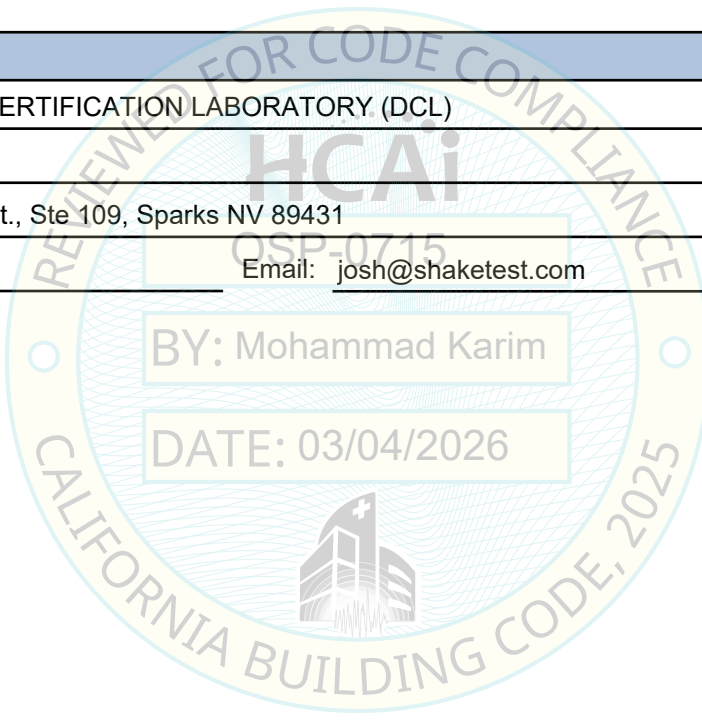 REVIEWED FOR CODE COMPLIANCE
ERTIFICATION LABORATORY (DCL)
HCAi
t., Ste 109, Sparks NV 89431
OSP-0715
Email: josh@shaketest.com
BY: Mohammad Karim
DATE: 03/04/2026
CALIFORNIA BUILDING CODE, 2025